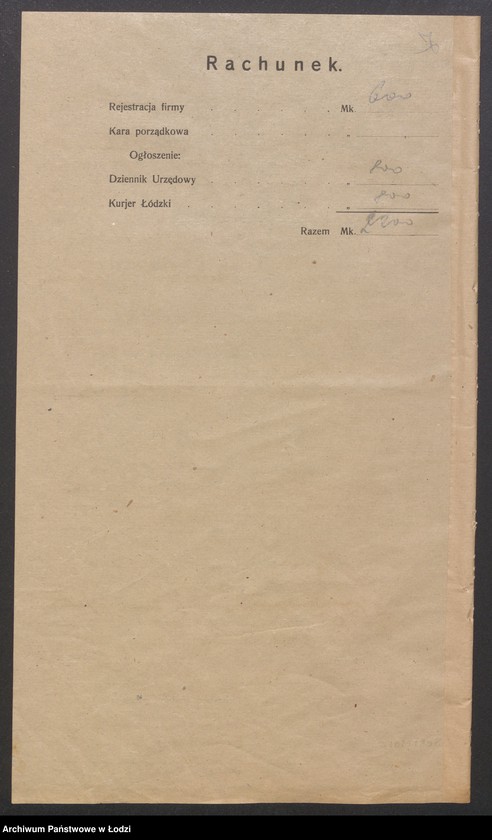 Rachunek.
Rejestracja firmy . . . . . Mk. 600
Kara porządkowa . . . . . .
Ogłoszenie:
Dziennik Urzędowy . . . . . 800
Kurjer Łódzki . . . . . . 800
Razem Mk. 2200
Archiwum Państwowe w Łodzi